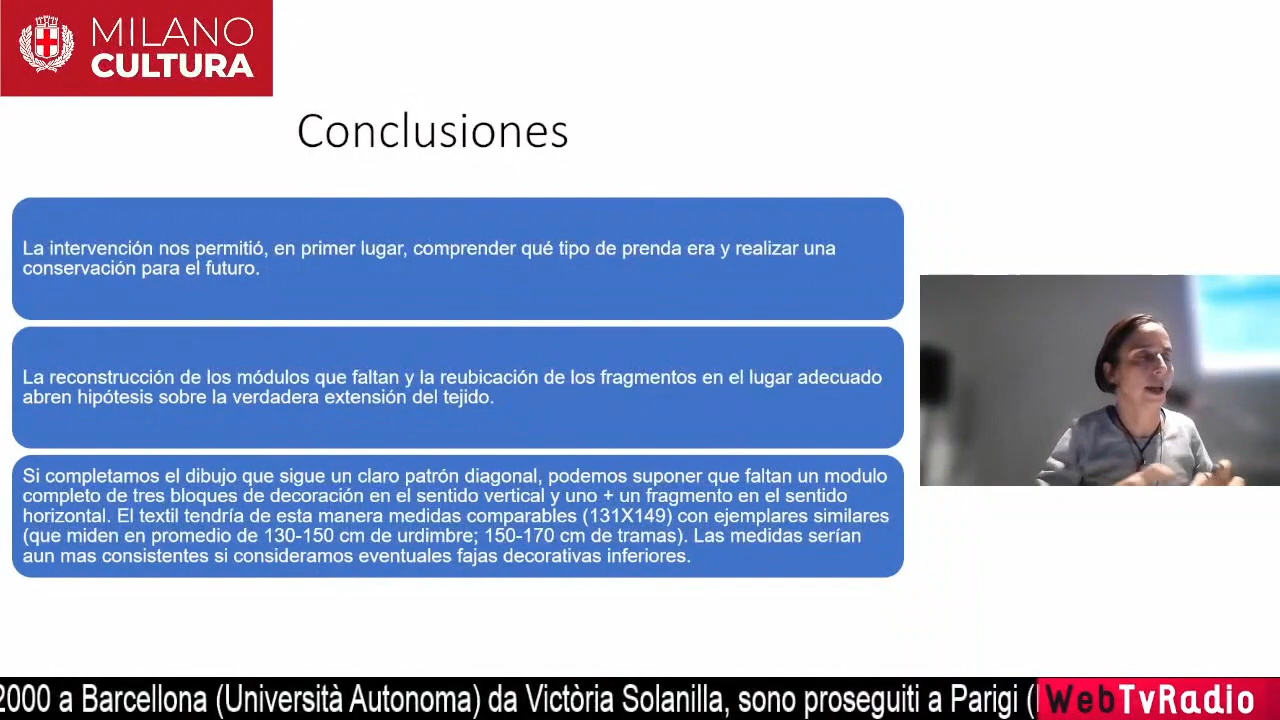 MILANO
CULTURA
Conclusiones
La intervención nos permitió, en primer lugar, comprender qué tipo de prenda era y realizar una
conservación para el futuro.
La reconstrucción de los módulos que faltan y la reubicación de los fragmentos en el lugar adecuado
abren hipótesis sobre la verdadera extensión del tejido.
Si completamos el dibujo que sigue un claro patrón diagonal, podemos suponer que faltan un modulo
completo de tres bloques de decoración en el sentido vertical y uno + un fragmento en el sentido
horizontal. El textil tendría de esta manera medidas comparables (131X149) con ejemplares similares
(que miden en promedio de 130-150 cm de urdimbre; 150-170 cm de tramas). Las medidas serían
aun mas consistentes si consideramos eventuales fajas decorativas inferiores.
2000 a Barcellona (Università Autonoma) da Victòria Solanilla, sono proseguiti a Parigi (
WebTvRadio